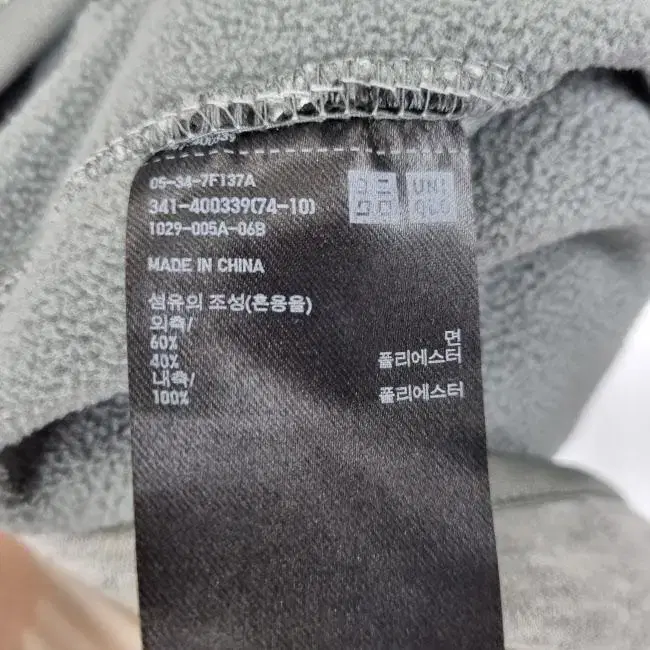 05-34-7F137A
341-400339(74-10)
1029-005A-06B
UNI
QLO
MADE IN CHINA
섬유의 조성(혼용율)
외측/
60% 면
40% 폴리에스터
내측/
100% 폴리에스터